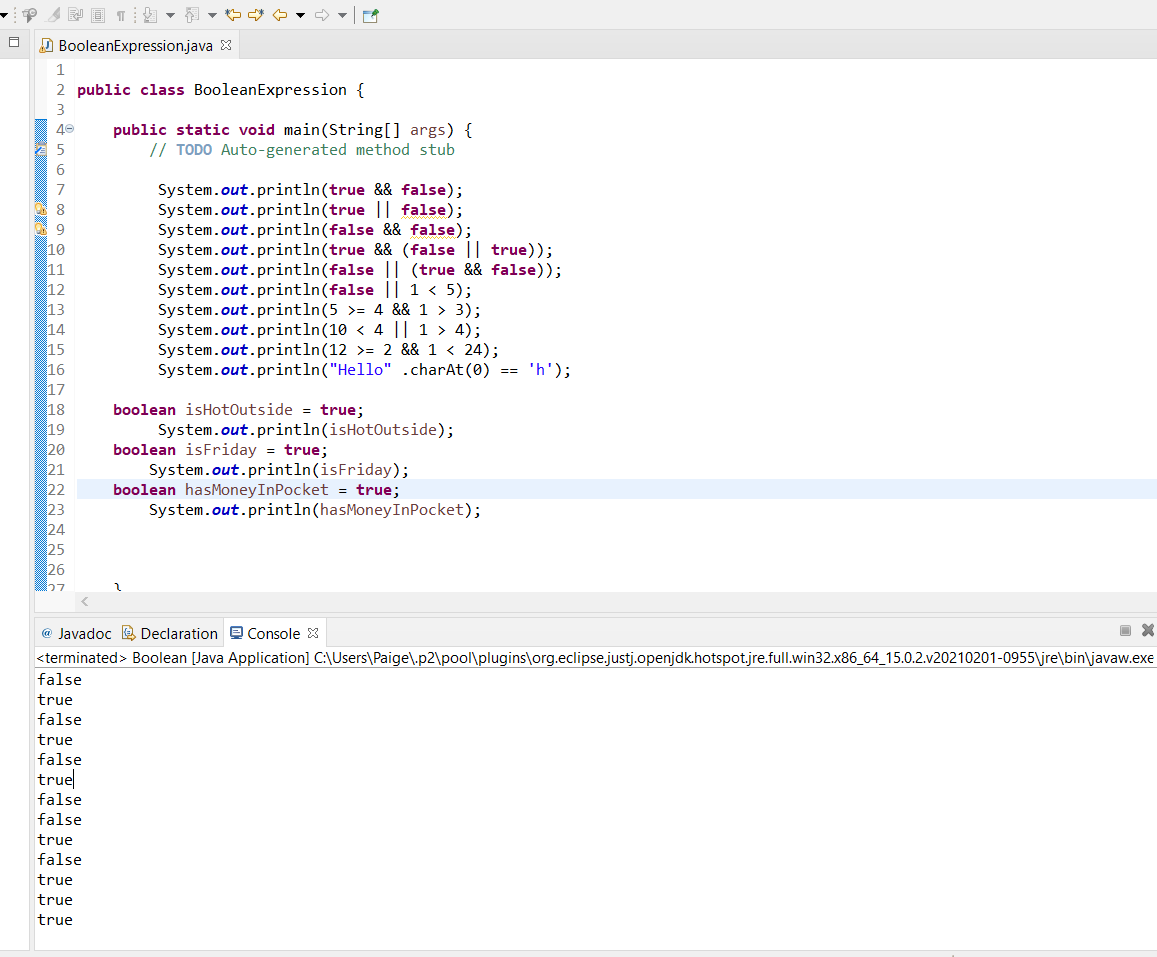 BooleanExpression.java
1
2 public class BooleanExpression {
3
4 public static void main(String[] args) {
5 // TODO Auto-generated method stub
6
7 System.out.println(true && false);
8 System.out.println(true || false);
9 System.out.println(false && false);
10 System.out.println(true && (false || true));
11 System.out.println(false || (true && false));
12 System.out.println(false || 1 < 5);
13 System.out.println(5 >= 4 && 1 > 3);
14 System.out.println(10 < 4 || 1 > 4);
15 System.out.println(12 >= 2 && 1 < 24);
16 System.out.println("Hello" .charAt(0) == 'h');
17
18 boolean isHotOutside = true;
19 System.out.println(isHotOutside);
20 boolean isFriday = true;
21 System.out.println(isFriday);
22 boolean hasMoneyInPocket = true;
23 System.out.println(hasMoneyInPocket);
24
25
26
27 }
@ Javadoc Declaration Console
<terminated> Boolean [Java Application] C:\Users\Paige\.p2\pool\plugins\org.eclipse.justj.openjdk.hotspot.jre.full.win32.x86_64_15.0.2.v20210201-0955\jre\bin\javaw.exe
false
true
false
true
false
true
false
false
true
false
true
true
true